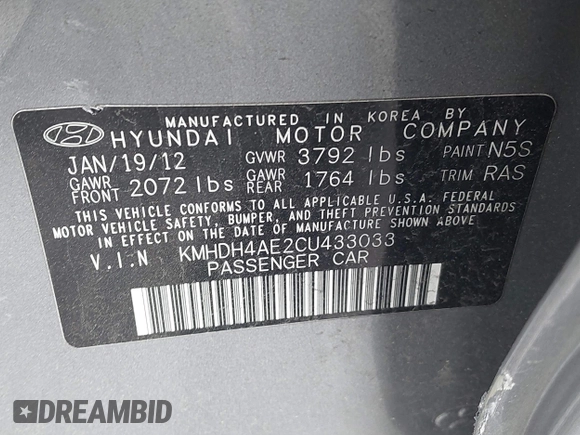 MANUFACTURED IN KOREA BY
HYUNDAI MOTOR COMPANY
JAN/19/12 GVWR 3792 lbs PAINT N5S
GAWR FRONT 2072 lbs GAWR REAR 1764 lbs TRIM RAS
THIS VEHICLE CONFORMS TO ALL APPLICABLE U.S.A. FEDERAL
MOTOR VEHICLE SAFETY, BUMPER, AND THEFT PREVENTION STANDARDS
IN EFFECT ON THE DATE OF MANUFACTURE SHOWN ABOVE.
V.I.N KMHDH4AE2CU433033
PASSENGER CAR
DREAMBID